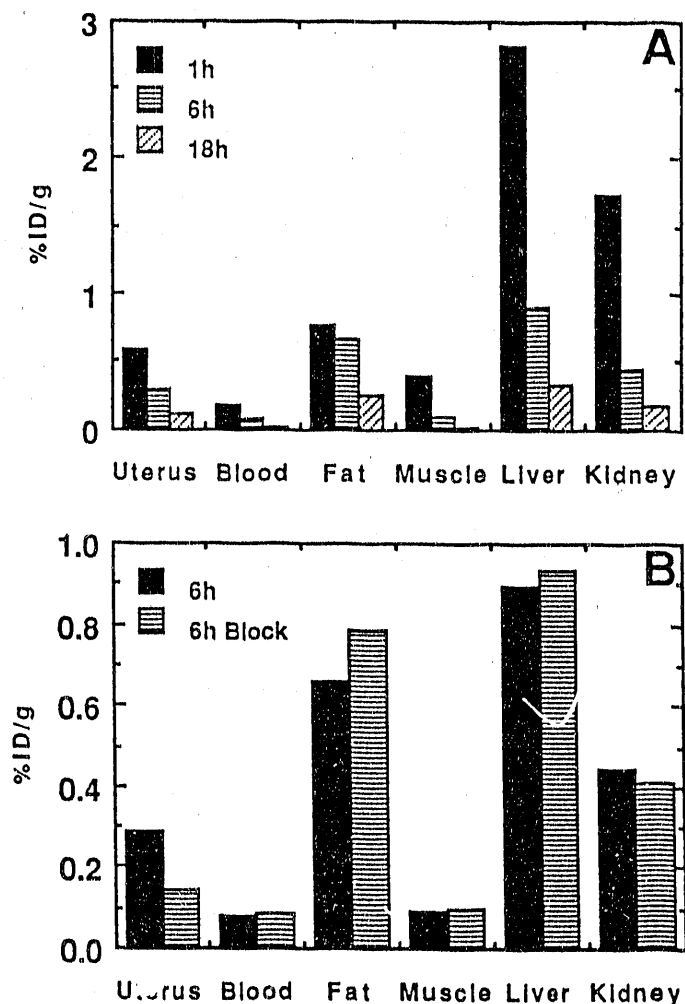 A
3
1h
6h
18h
2
%ID/g
1
0
Uterus Blood Fat Muscle Liver Kidney
B
1.0
6h
6h Block
0.8
0.6
%ID/g
0.4
0.2
0.0
Blood Fat Muscle Liver Kidney